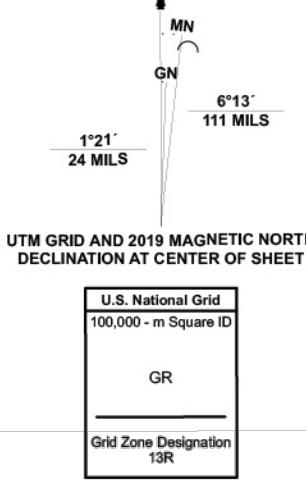 MN
GN
6°13´
111 MILS
1°21´
24 MILS
UTM GRID AND 2019 MAGNETIC NORTH
DECLINATION AT CENTER OF SHEET
U.S. National Grid
100,000 - m Square ID
GR
Grid Zone Designation
13R